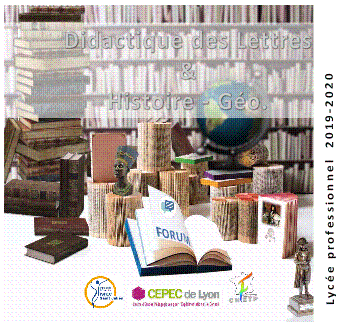 Didactique des Lettres
&
Histoire - Géo.
Lycée professionnel 2019-2020
FORUM
CEPEC de Lyon